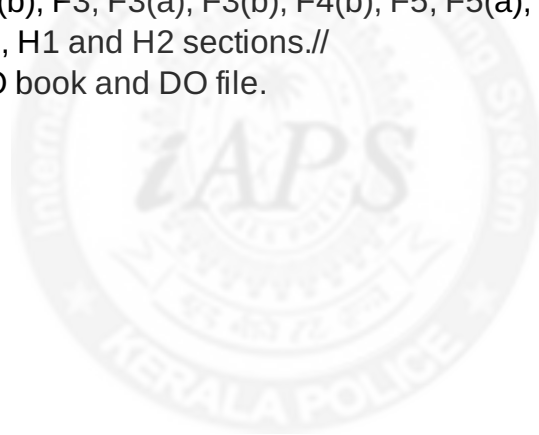 (b), F3, F3(a), F3(b), F4(b), F5, F5(a),
, H1 and H2 sections.//
O book and DO file.
iAPS
KERALA POLICE